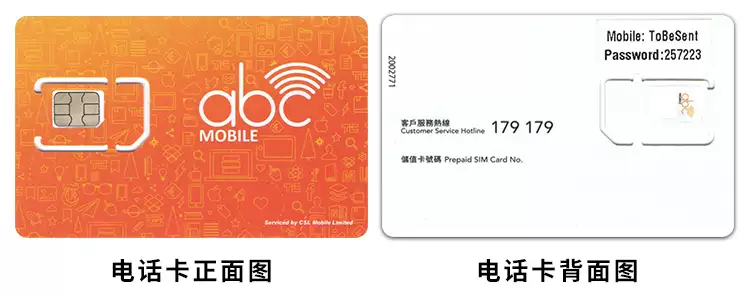 abc
MOBILE
Serviced by CSL Mobile Limited
电话卡正面图
Mobile: ToBeSent
Password:257223
20002771
abc
客戶服務熱線
Customer Service Hotline 179 179
儲值卡號碼 Prepaid SIM Card No.
电话卡背面图